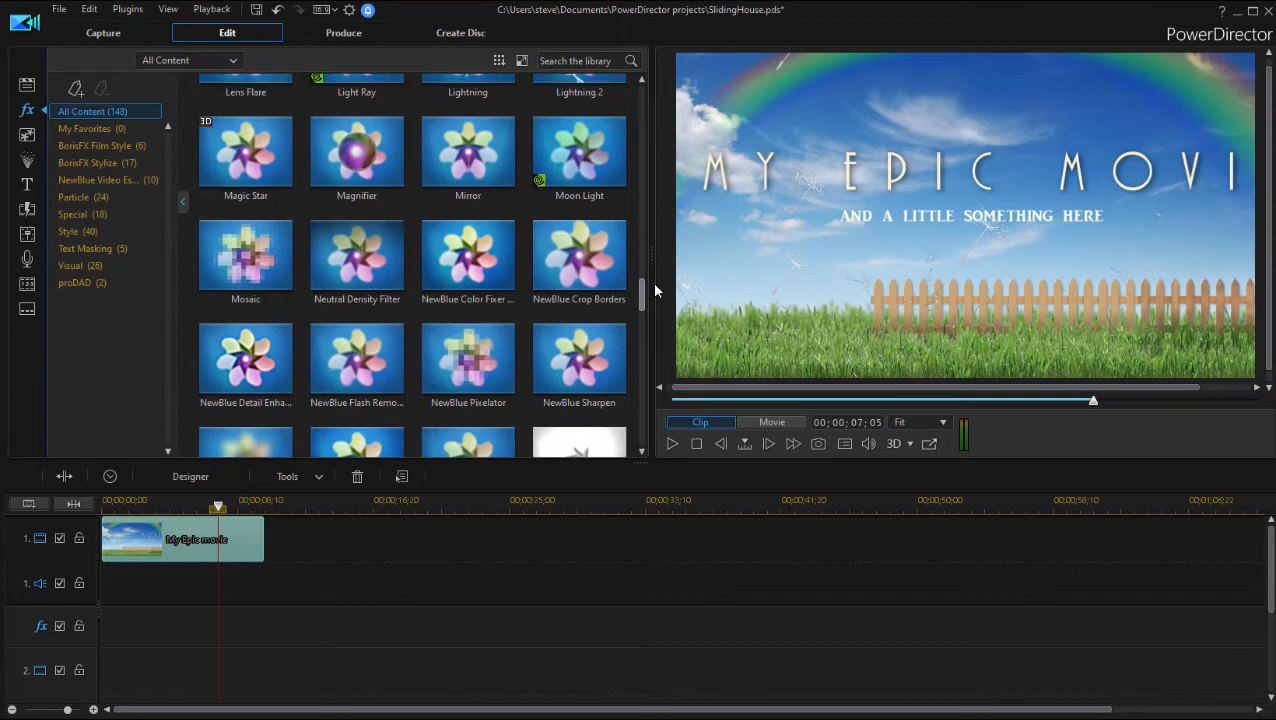 File Edit Plugins View Playback 16:9 C:\Users\steve\Documents\PowerDirector projects\SlidingHouse.pds* ?
Capture Edit Produce Create Disc PowerDirector
All Content Search the library
All Content (148)
My Favorites (0)
BorisFX Film Style (6)
BorisFX Stylize (17)
NewBlue Video Es... (10)
Particle (24)
Special (18)
Style (40)
Text Masking (5)
Visual (26)
proDAD (2)
Lens Flare Light Ray Lightning Lightning 2
3D
Magic Star Magnifier Mirror Moon Light
Mosaic Neutral Density Filter NewBlue Color Fixer ... NewBlue Crop Borders
NewBlue Detail Enha... NewBlue Flash Remo... NewBlue Pixelator NewBlue Sharpen
MY EPIC MOVI
AND A LITTLE SOMETHING HERE
Clip Movie 00;00;07;05 Fit
3D
Designer Tools
00;00;00;00 00;00;08;10 00;00;16;20 00;00;25;00 00;00;33;10 00;00;41;20 00;00;50;00 00;00;58;10 00;01;06;22
1. My Epic movie
1.
fx
2.